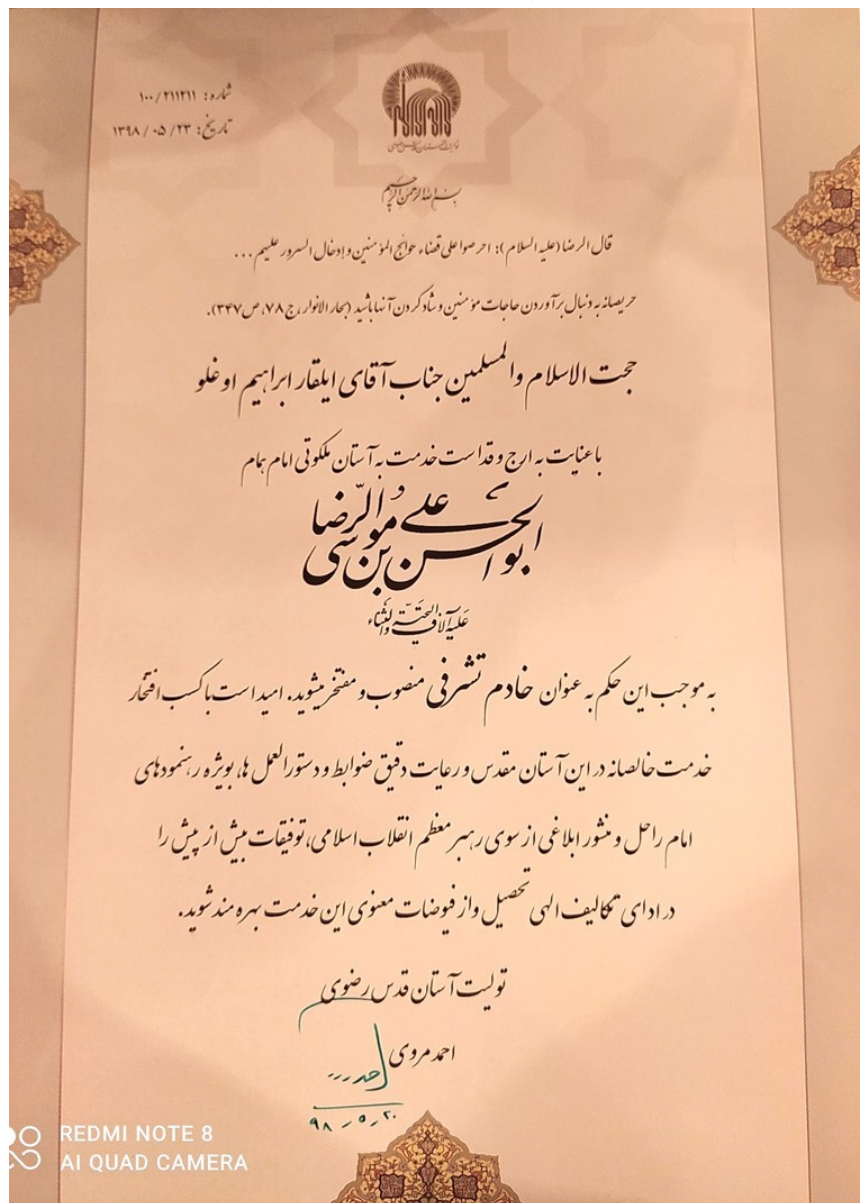 شماره: ۱۰۰/۲۱۱۲۱۱
تاریخ: ۱۳۹۸/۰۵/۲۳
بسم الله الرحمن الرحیم
قال الرضا (علیه السلام): احرصوا علی قضاء حوائج المؤمنین و إدخال السرور علیهم ...
حریصانه به دنبال برآوردن حاجات مؤمنین و شاد کردن آنها باشید (بحار الانوار، ج ۷۸، ص ۳۴۷).
حجت الاسلام والمسلمین جناب آقای ایلقار ابراهیم اوغلو
با عنایت به ارج و قداست خدمت به آستان ملکوتی امام همام
ابوالحسن علی بن موسی الرضا
علیه آلاف التحیة والثناء
به موجب این حکم به عنوان خادم تشرفی منصوب و مفتخر میشوید. امید است با کسب افتخار
خدمت خالصانه در این آستان مقدس و رعایت دقیق ضوابط و دستورالعمل ها، بویژه رهنمودهای
امام راحل و منشور ابلاغی از سوی رهبر معظم انقلاب اسلامی، توفیقات بیش از پیش را
در ادای تکالیف الهی تحصیل و از فیوضات معنوی این خدمت بهره مند شوید.
تولیت آستان قدس رضوی
احمد مروی
۹۸-۵-۲۰
REDMI NOTE 8
AI QUAD CAMERA